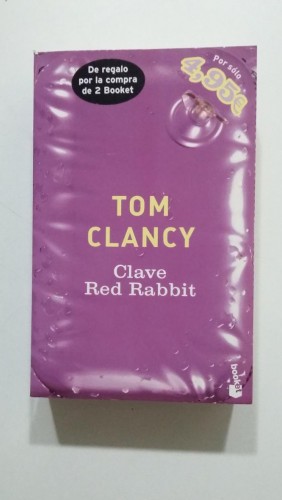 De regalo
por la compra
de 2 Booket
por sólo
4,95€
TOM
CLANCY
Clave
Red Rabbit
booket